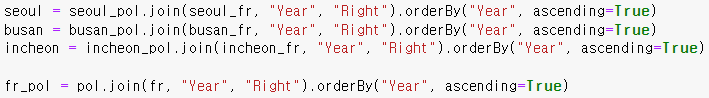 seoul = seoul_pol.join(seoul_fr, "Year", "Right").orderBy("Year", ascending=True)
busan = busan_pol.join(busan_fr, "Year", "Right").orderBy("Year", ascending=True)
incheon = incheon_pol.join(incheon_fr, "Year", "Right").orderBy("Year", ascending=True)
fr_pol = pol.join(fr, "Year", "Right").orderBy("Year", ascending=True)